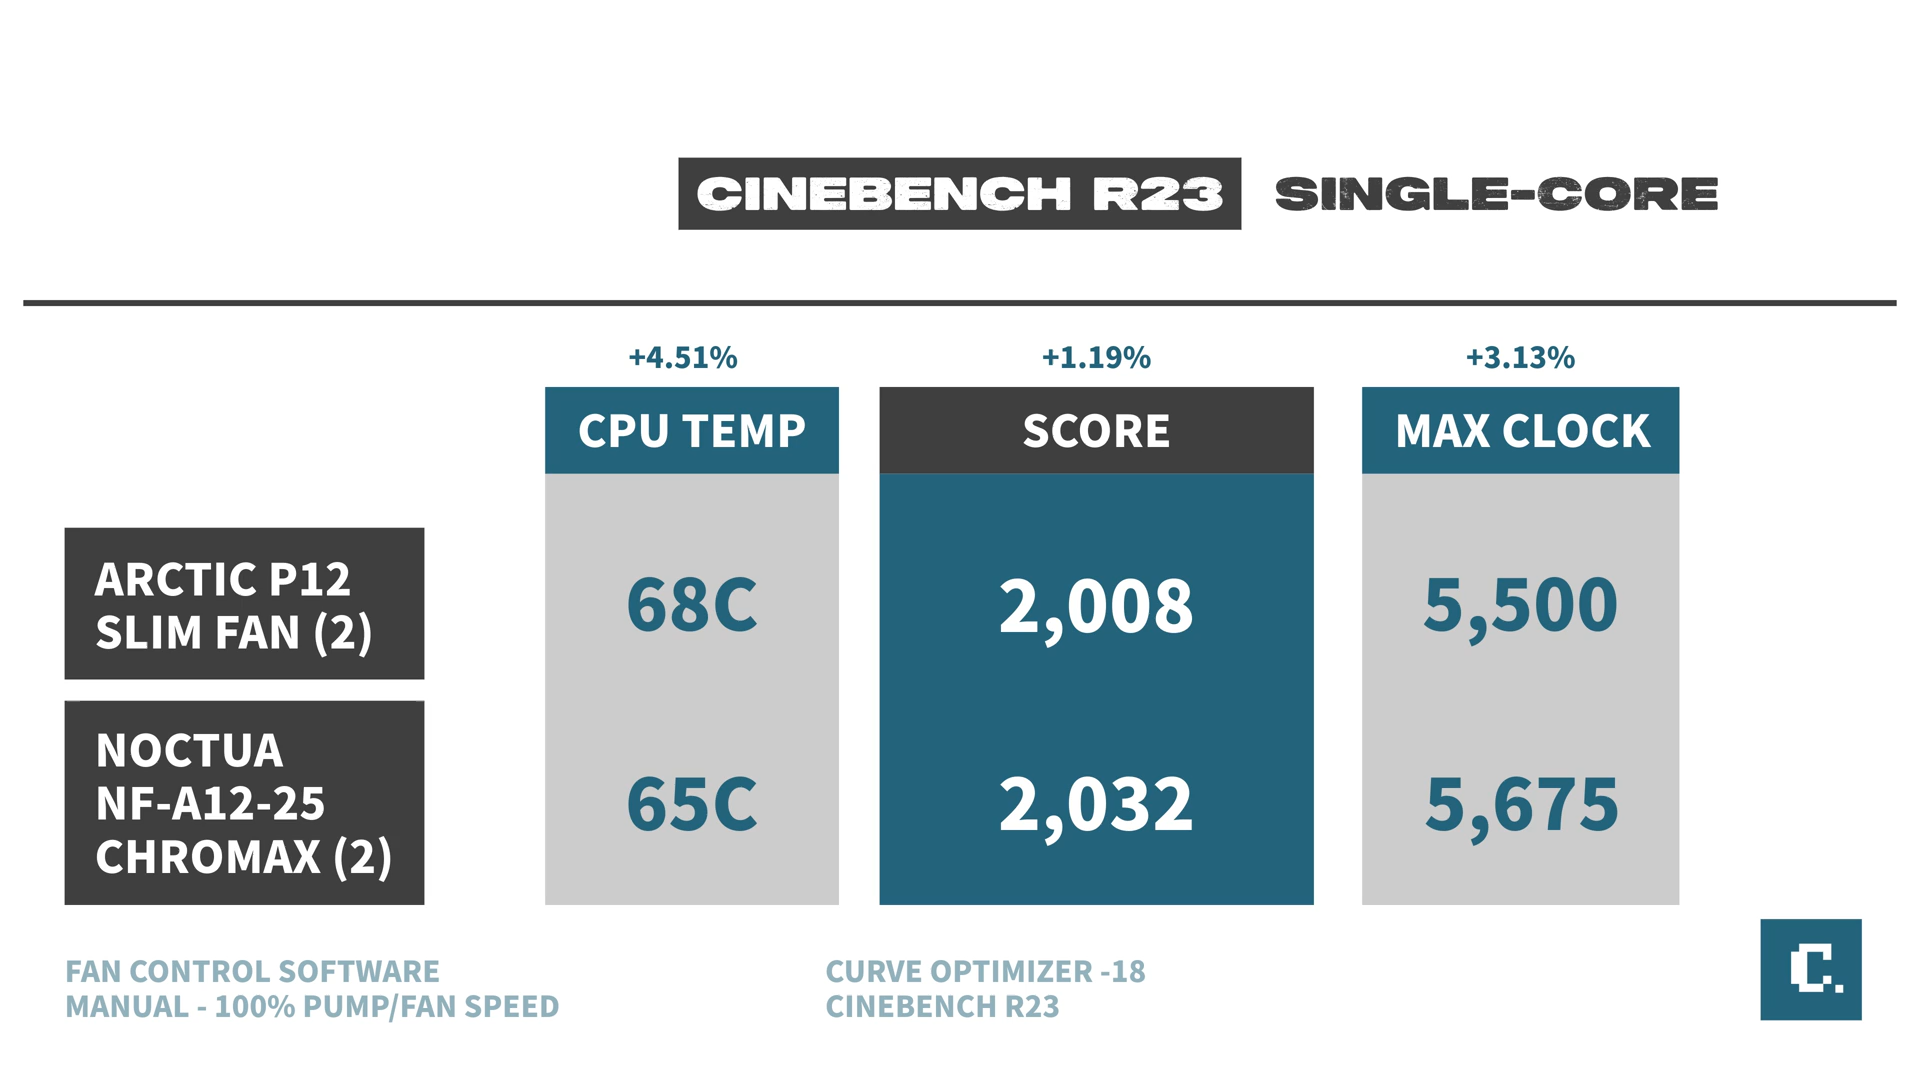 CINEBENCH R23 SINGLE-CORE
+4.51% +1.19% +3.13%
CPU TEMP SCORE MAX CLOCK
ARCTIC P12
SLIM FAN (2)
68C 2,008 5,500
NOCTUA
NF-A12-25
CHROMAX (2)
65C 2,032 5,675
FAN CONTROL SOFTWARE
MANUAL - 100% PUMP/FAN SPEED
CURVE OPTIMIZER -18
CINEBENCH R23
C.